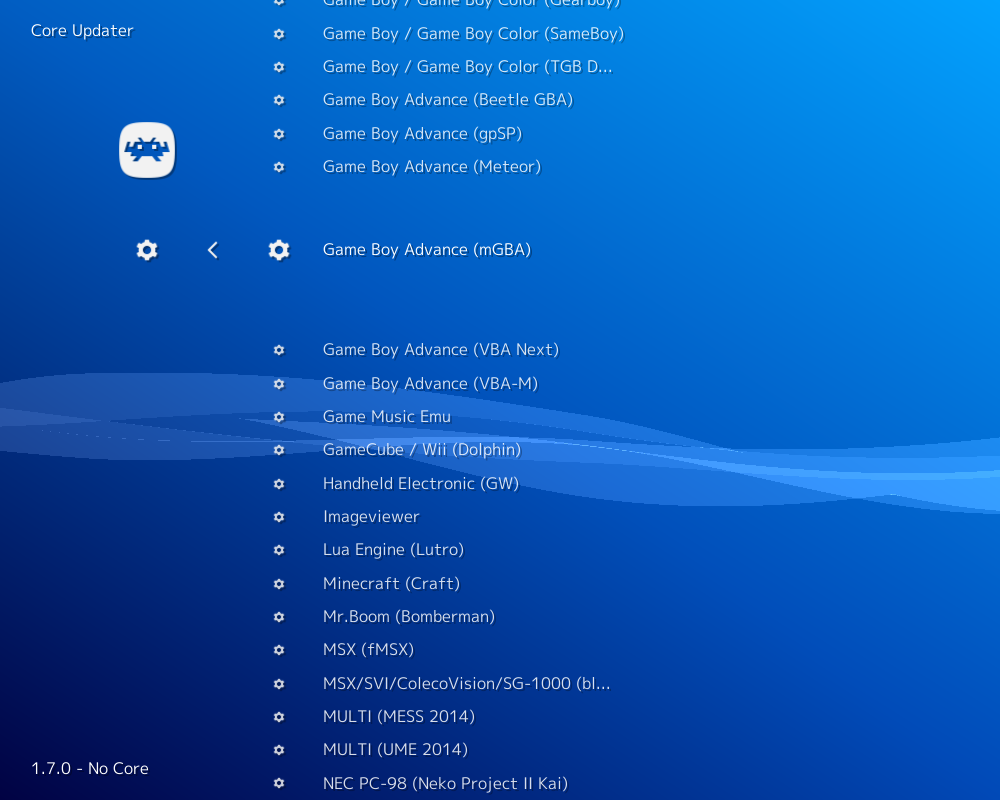 Game Boy / Game Boy Color (Gearboy)
Core Updater
Game Boy / Game Boy Color (SameBoy)
Game Boy / Game Boy Color (TGB D...
Game Boy Advance (Beetle GBA)
Game Boy Advance (gpSP)
Game Boy Advance (Meteor)
Game Boy Advance (mGBA)
Game Boy Advance (VBA Next)
Game Boy Advance (VBA-M)
Game Music Emu
GameCube / Wii (Dolphin)
Handheld Electronic (GW)
Imageviewer
Lua Engine (Lutro)
Minecraft (Craft)
Mr.Boom (Bomberman)
MSX (fMSX)
MSX/SVI/ColecoVision/SG-1000 (bl...
MULTI (MESS 2014)
MULTI (UME 2014)
1.7.0 - No Core
NEC PC-98 (Neko Project II Kai)